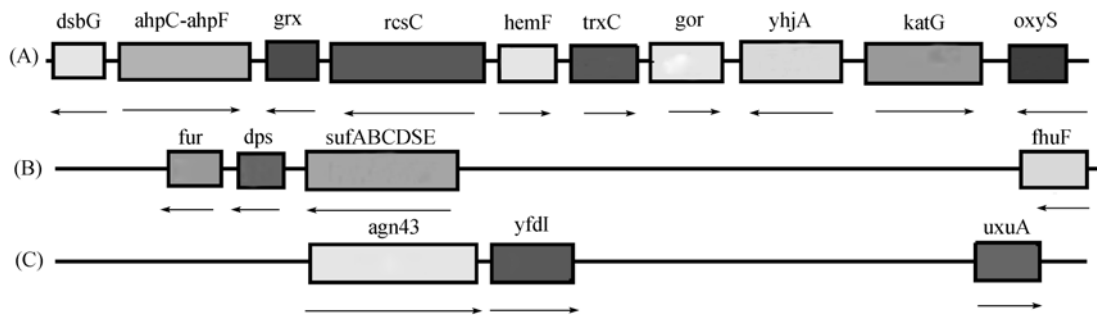 dsbG ahpC-ahpF grx rcsC hemF trxC gor yhjA katG oxyS
(A)
fur dps sufABCDSE fhuF
(B)
agn43 yfdI uxuA
(C)